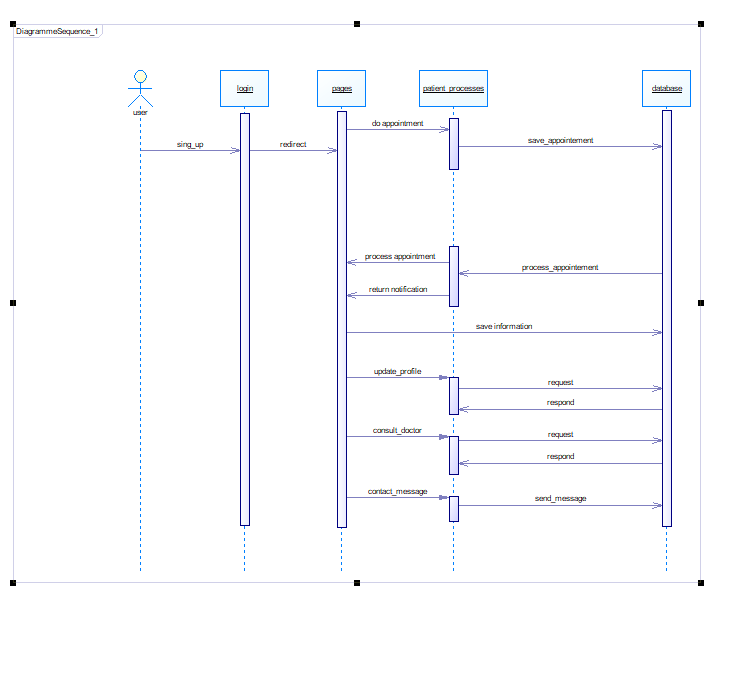 DiagrammeSequence_1
user
login
pages
patient_processes
database
do appointment
save_appointement
sing_up
redirect
process appointment
process_appointement
return notification
save information
update_profile
request
respond
consult_doctor
request
respond
contact_message
send_message